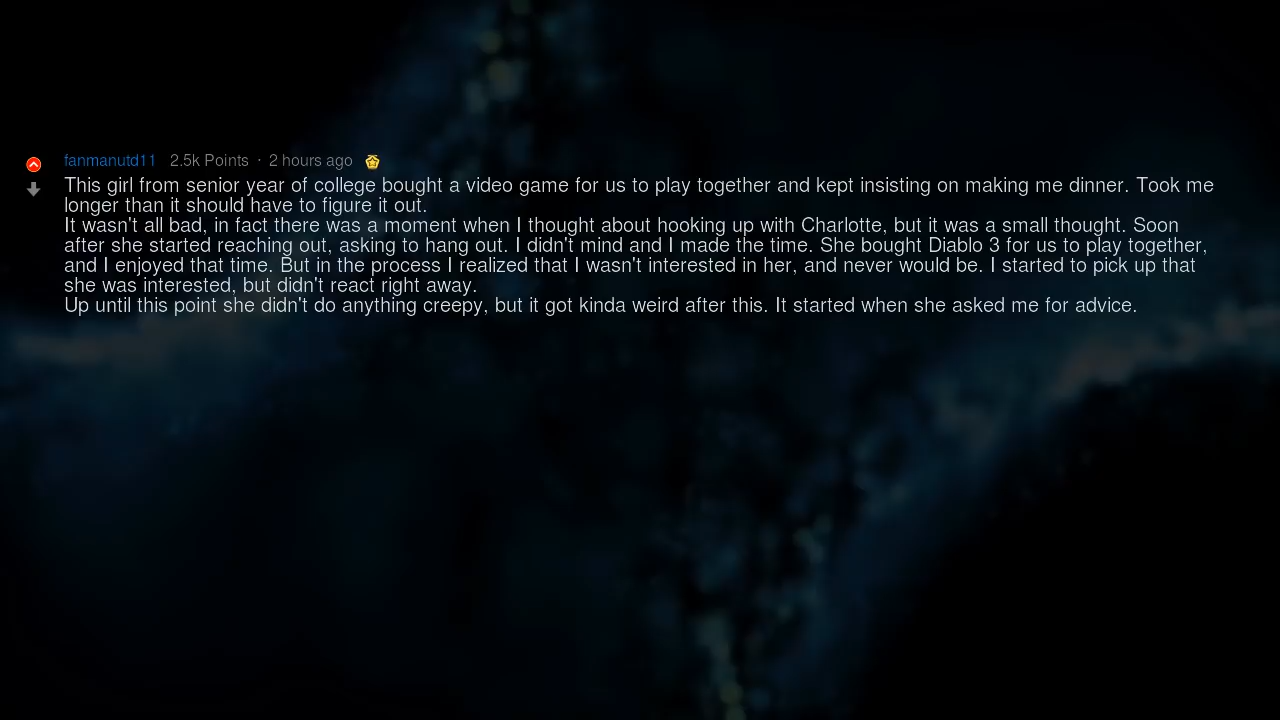 fanmanutd11 2.5k Points · 2 hours ago
This girl from senior year of college bought a video game for us to play together and kept insisting on making me dinner. Took me
longer than it should have to figure it out.
It wasn't all bad, in fact there was a moment when I thought about hooking up with Charlotte, but it was a small thought. Soon
after she started reaching out, asking to hang out. I didn't mind and I made the time. She bought Diablo 3 for us to play together,
and I enjoyed that time. But in the process I realized that I wasn't interested in her, and never would be. I started to pick up that
she was interested, but didn't react right away.
Up until this point she didn't do anything creepy, but it got kinda weird after this. It started when she asked me for advice.